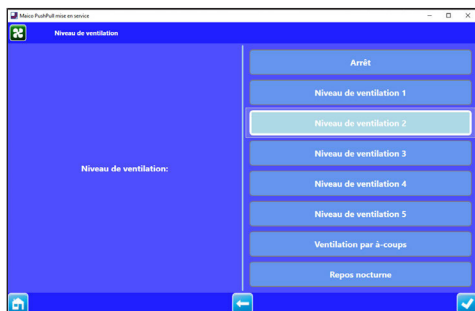 Maico PushPull mise en service
Niveau de ventilation
Niveau de ventilation:
Arrêt
Niveau de ventilation 1
Niveau de ventilation 2
Niveau de ventilation 3
Niveau de ventilation 4
Niveau de ventilation 5
Ventilation par à-coups
Repos nocturne